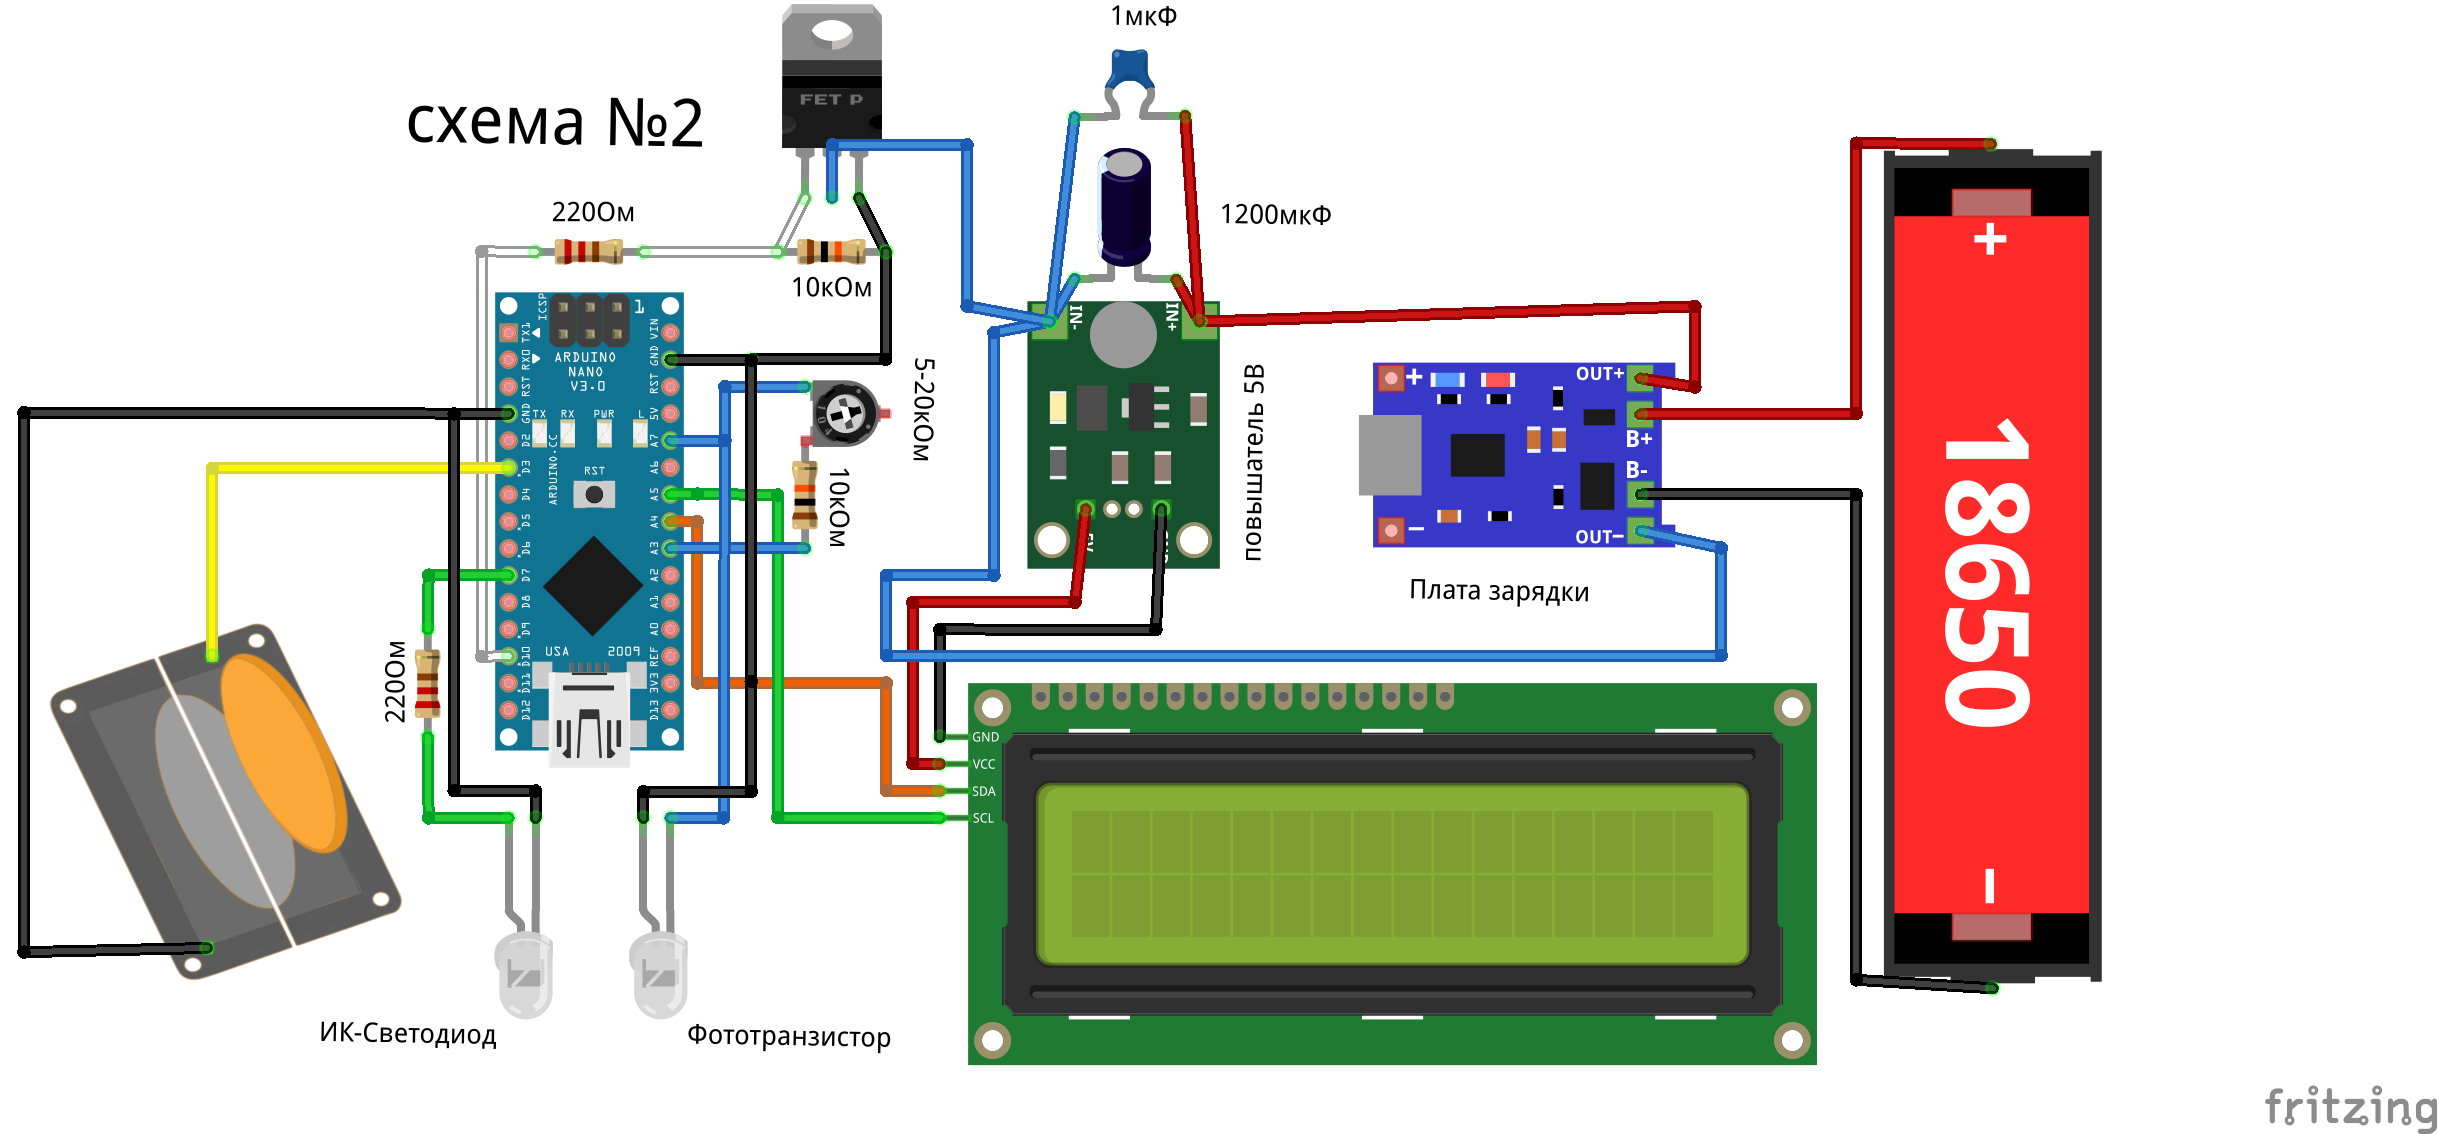 1мкФ
схема №2
FET P
220Ом
10кОм
1200мкФ
ICSP
1
TX1
RX0
RST
GND
D2
D3
D4
D5
D6
D7
D8
D9
D10
D11
D12
VIN
GND
RST
5V
A7
A6
A5
A4
A3
A2
A1
A0
REF
3V3
D13
ARDUINO
NANO
V3.0
TX RX PWR L
ARDUINO.CC
RST
USA 2009
5-20кОм
10кОм
220Ом
IN-
IN+
повышатель 5В
+
−
OUT+
B+
B-
OUT−
Плата зарядки
+
18650
−
GND
VCC
SDA
SCL
ИК-Светодиод
Фототранзистор
fritzing